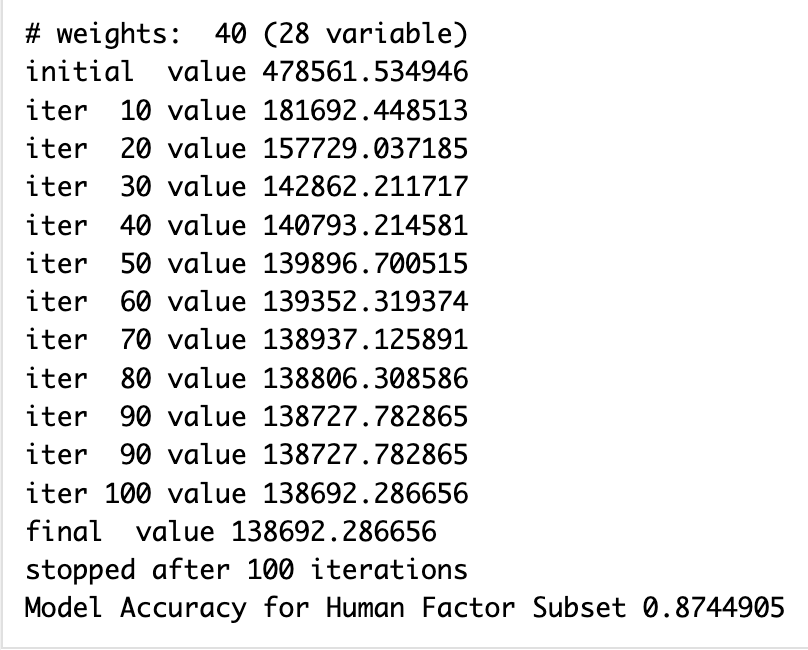 # weights:  40 (28 variable)
initial  value 478561.534946
iter  10 value 181692.448513
iter  20 value 157729.037185
iter  30 value 142862.211717
iter  40 value 140793.214581
iter  50 value 139896.700515
iter  60 value 139352.319374
iter  70 value 138937.125891
iter  80 value 138806.308586
iter  90 value 138727.782865
iter  90 value 138727.782865
iter 100 value 138692.286656
final  value 138692.286656
stopped after 100 iterations
Model Accuracy for Human Factor Subset 0.8744905